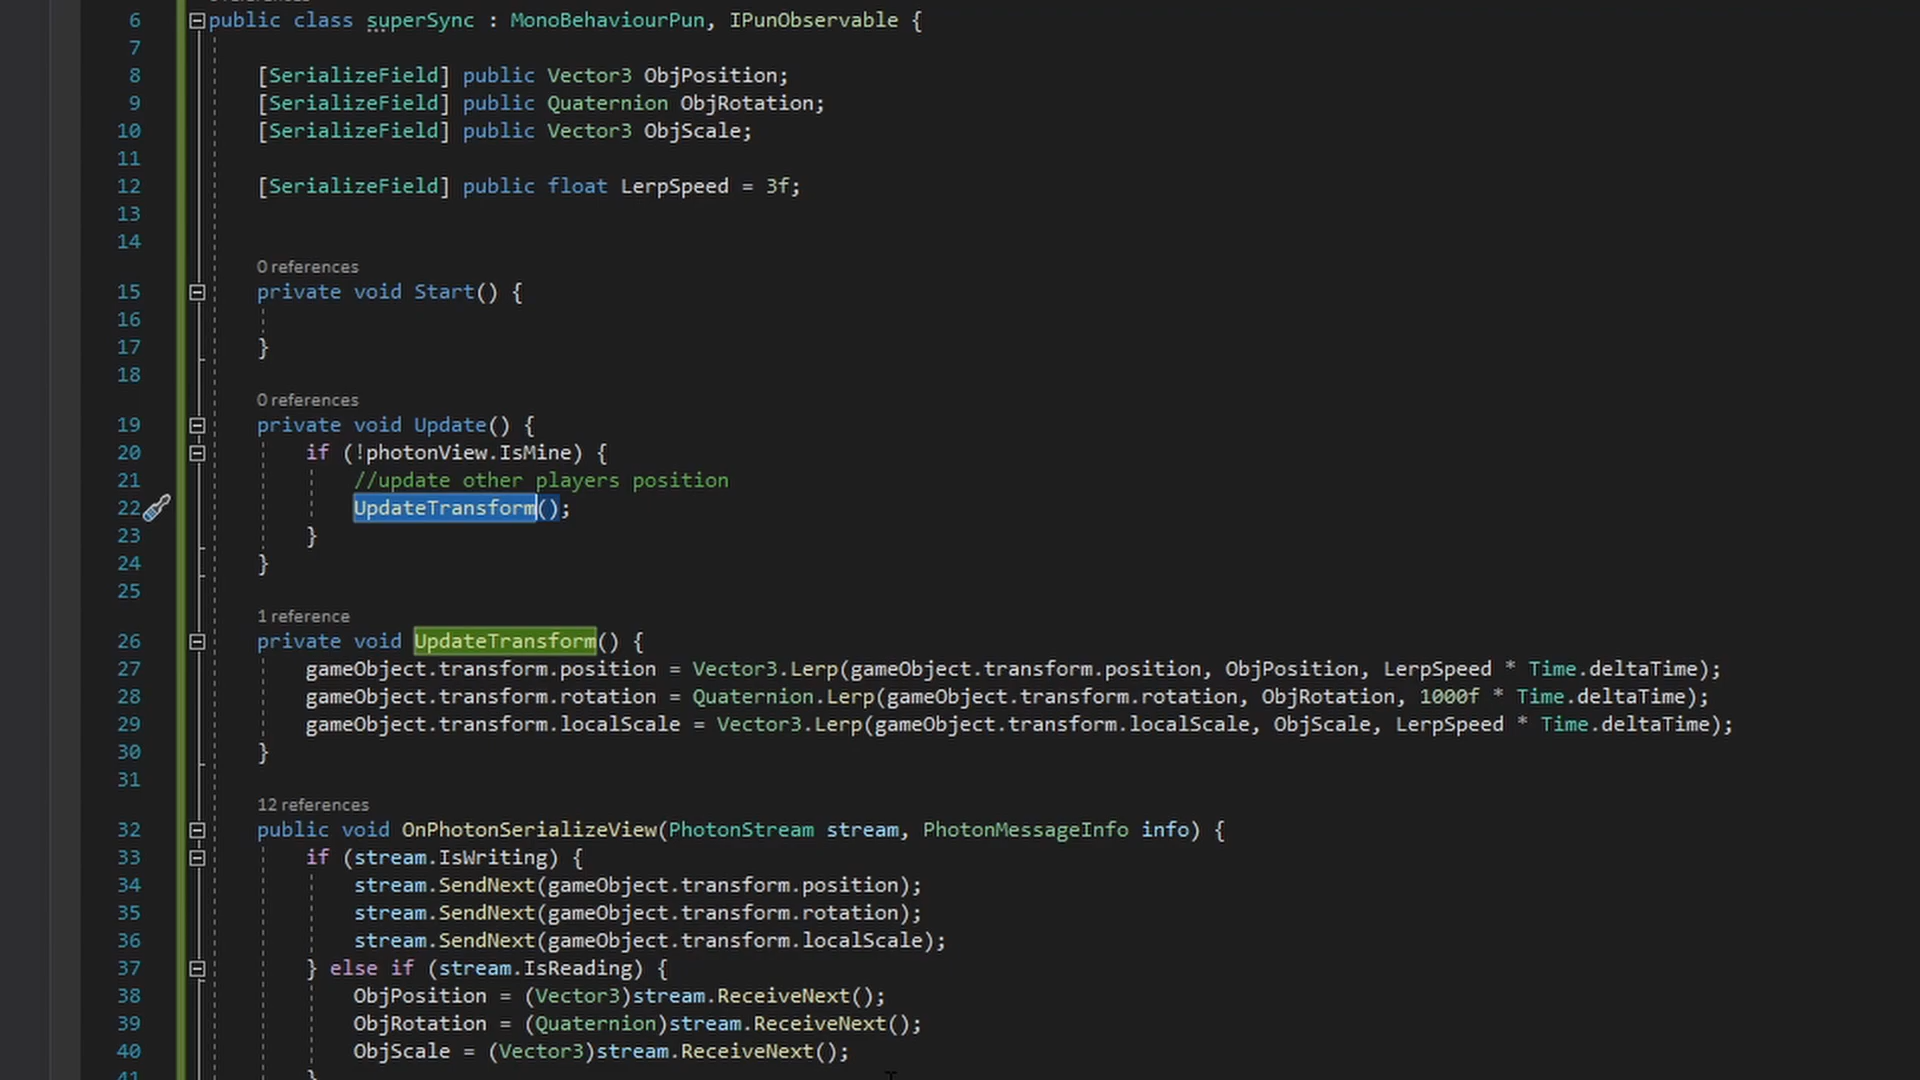 6 public class superSync : MonoBehaviourPun, IPunObservable {
7
8 [SerializeField] public Vector3 ObjPosition;
9 [SerializeField] public Quaternion ObjRotation;
10 [SerializeField] public Vector3 ObjScale;
11
12 [SerializeField] public float LerpSpeed = 3f;
13
14
0 references
15 private void Start() {
16
17 }
18
0 references
19 private void Update() {
20 if (!photonView.IsMine) {
21 //update other players position
22 UpdateTransform();
23 }
24 }
25
1 reference
26 private void UpdateTransform() {
27 gameObject.transform.position = Vector3.Lerp(gameObject.transform.position, ObjPosition, LerpSpeed * Time.deltaTime);
28 gameObject.transform.rotation = Quaternion.Lerp(gameObject.transform.rotation, ObjRotation, 1000f * Time.deltaTime);
29 gameObject.transform.localScale = Vector3.Lerp(gameObject.transform.localScale, ObjScale, LerpSpeed * Time.deltaTime);
30 }
31
12 references
32 public void OnPhotonSerializeView(PhotonStream stream, PhotonMessageInfo info) {
33 if (stream.IsWriting) {
34 stream.SendNext(gameObject.transform.position);
35 stream.SendNext(gameObject.transform.rotation);
36 stream.SendNext(gameObject.transform.localScale);
37 } else if (stream.IsReading) {
38 ObjPosition = (Vector3)stream.ReceiveNext();
39 ObjRotation = (Quaternion)stream.ReceiveNext();
40 ObjScale = (Vector3)stream.ReceiveNext();
41 }